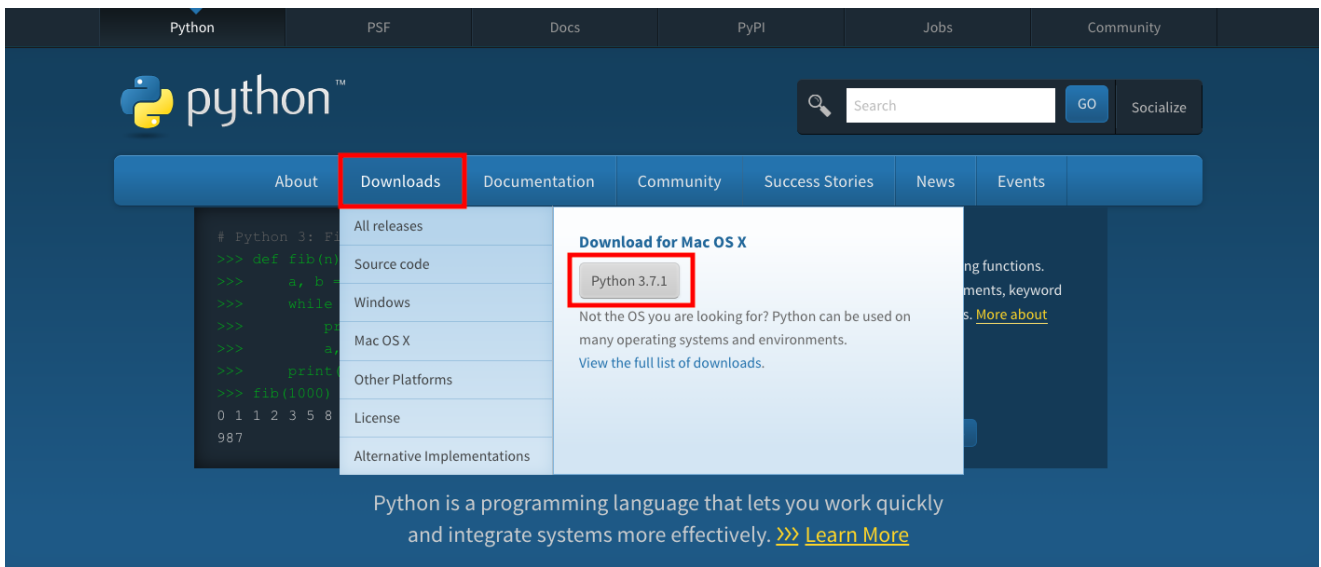 Python
PSF
Docs
PyPI
Jobs
Community
python™
Search
GO
Socialize
About
Downloads
Documentation
Community
Success Stories
News
Events
All releases
Source code
Windows
Mac OS X
Other Platforms
License
Alternative Implementations
Download for Mac OS X
Python 3.7.1
Not the OS you are looking for? Python can be used on
many operating systems and environments.
View the full list of downloads.
# Python 3: Fi
>>> def fib(n)
>>> a, b =
>>> while
>>> pr
>>> a,
>>> print(
>>> fib(1000)
0 1 1 2 3 5 8
987
ng functions.
ments, keyword
s. More about
Python is a programming language that lets you work quickly
and integrate systems more effectively. >>> Learn More